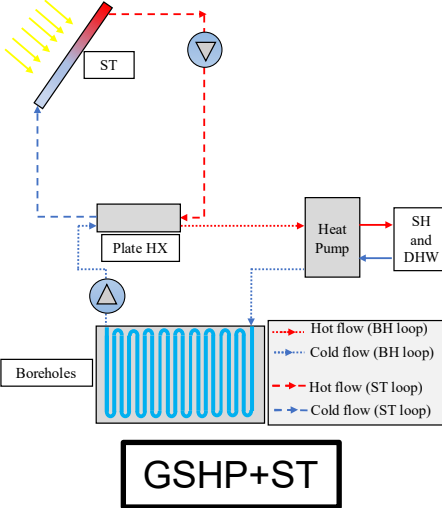 ST
Plate HX
Heat
Pump
SH
and
DHW
Boreholes
Hot flow (BH loop)
Cold flow (BH loop)
Hot flow (ST loop)
Cold flow (ST loop)
GSHP+ST